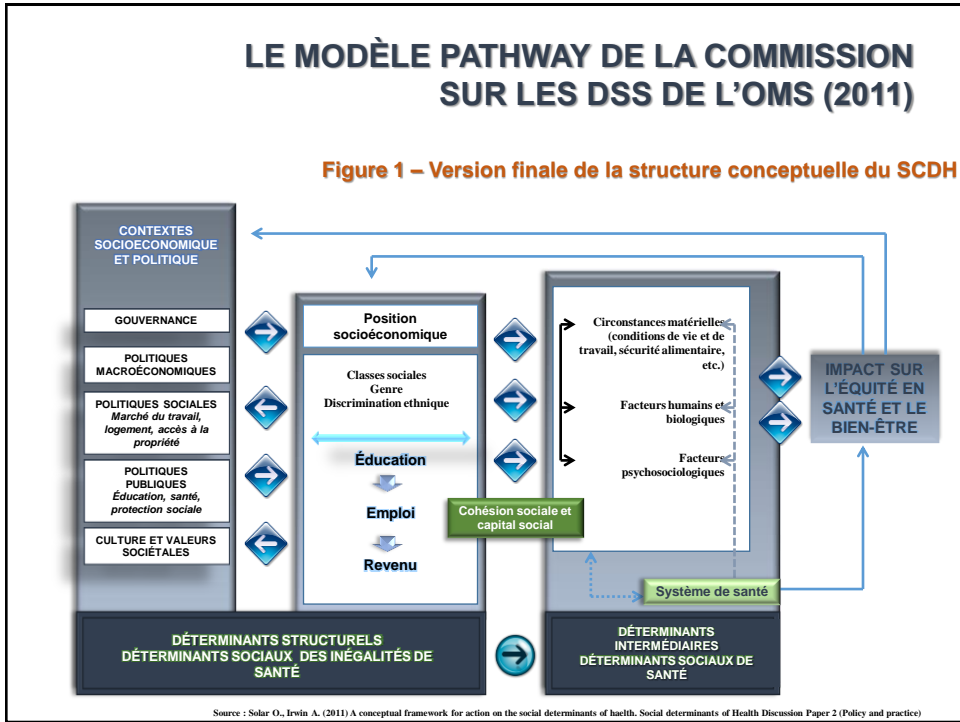 LE MODÈLE PATHWAY DE LA COMMISSION
SUR LES DSS DE L'OMS (2011)
Figure 1 – Version finale de la structure conceptuelle du SCDH
CONTEXTES
SOCIOECONOMIQUE
ET POLITIQUE
GOUVERNANCE
POLITIQUES
MACROÉCONOMIQUES
POLITIQUES SOCIALES
Marché du travail,
logement, accès à la
propriété
POLITIQUES
PUBLIQUES
Éducation, santé,
protection sociale
CULTURE ET VALEURS
SOCIÉTALES
Position
socioéconomique
Classes sociales
Genre
Discrimination ethnique
Éducation
Emploi
Revenu
Cohésion sociale et
capital social
Circonstances matérielles
(conditions de vie et de
travail, sécurité alimentaire,
etc.)
Facteurs humains et
biologiques
Facteurs
psychosociologiques
Système de santé
IMPACT SUR
L'ÉQUITÉ EN
SANTÉ ET LE
BIEN-ÊTRE
DÉTERMINANTS STRUCTURELS
DÉTERMINANTS SOCIAUX DES INÉGALITÉS DE
SANTÉ
DÉTERMINANTS
INTERMÉDIAIRES
DÉTERMINANTS SOCIAUX DE
SANTÉ
Source : Solar O., Irwin A. (2011) A conceptual framework for action on the social determinants of haelth. Social determinants of Health Discussion Paper 2 (Policy and practice)